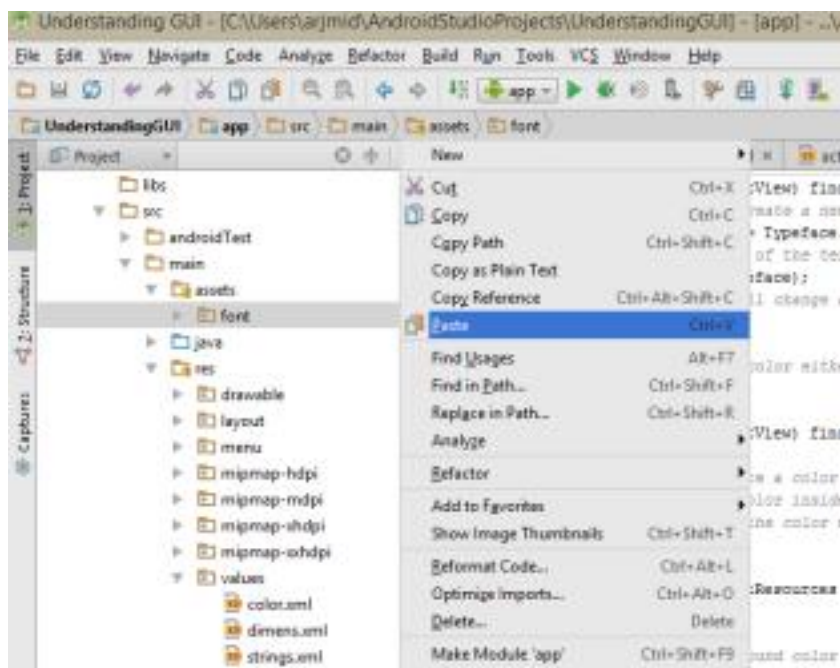 Understanding GUI - [C:\Users\arjmid\AndroidStudioProjects\UnderstandingGUI] - [app] - ...\
File Edit View Navigate Code Analyze Refactor Build Run Tools VCS Window Help
app
UnderstandingGUI app src main assets font
1: Project
2: Structure
Captures
Project
libs
src
androidTest
main
assets
font
java
res
drawable
layout
menu
mipmap-hdpi
mipmap-mdpi
mipmap-xhdpi
mipmap-xxhdpi
values
color.xml
dimens.xml
strings.xml
New
Cut Ctrl+X
Copy Ctrl+C
Copy Path Ctrl+Shift+C
Copy as Plain Text
Copy Reference Ctrl+Alt+Shift+C
Paste Ctrl+V
Find Usages Alt+F7
Find in Path... Ctrl+Shift+F
Replace in Path... Ctrl+Shift+R
Analyze
Refactor
Add to Favorites
Show Image Thumbnails Ctrl+Shift+T
Reformat Code... Ctrl+Alt+L
Optimize Imports... Ctrl+Alt+O
Delete... Delete
Make Module 'app' Ctrl+Shift+F9
act
View) fin
Typeface.
of the te
face);
change
View) fin
a color
color
Resources
color